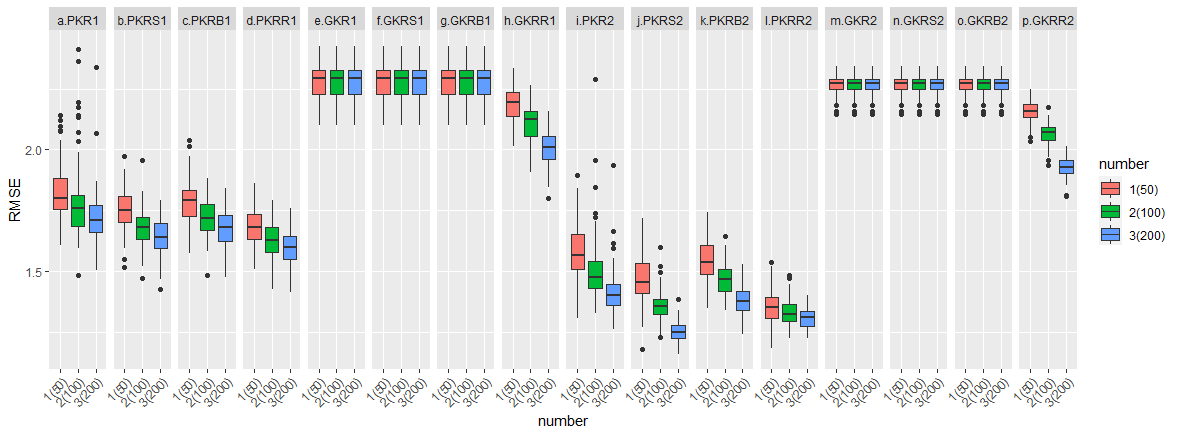 a.PKR1 b.PKRS1 c.PKRB1 d.PKRR1 e.GKR1 f.GKRS1 g.GKRB1 h.GKRR1 i.PKR2 j.PKRS2 k.PKRB2 l.PKRR2 m.GKR2 n.GKRS2 o.GKRB2 p.GKRR2
RMSE
2.0
1.5
1(50) 2(100) 3(200) 1(50) 2(100) 3(200) 1(50) 2(100) 3(200) 1(50) 2(100) 3(200) 1(50) 2(100) 3(200) 1(50) 2(100) 3(200) 1(50) 2(100) 3(200) 1(50) 2(100) 3(200) 1(50) 2(100) 3(200) 1(50) 2(100) 3(200) 1(50) 2(100) 3(200) 1(50) 2(100) 3(200) 1(50) 2(100) 3(200) 1(50) 2(100) 3(200) 1(50) 2(100) 3(200) 1(50) 2(100) 3(200)
number
number
1(50)
2(100)
3(200)